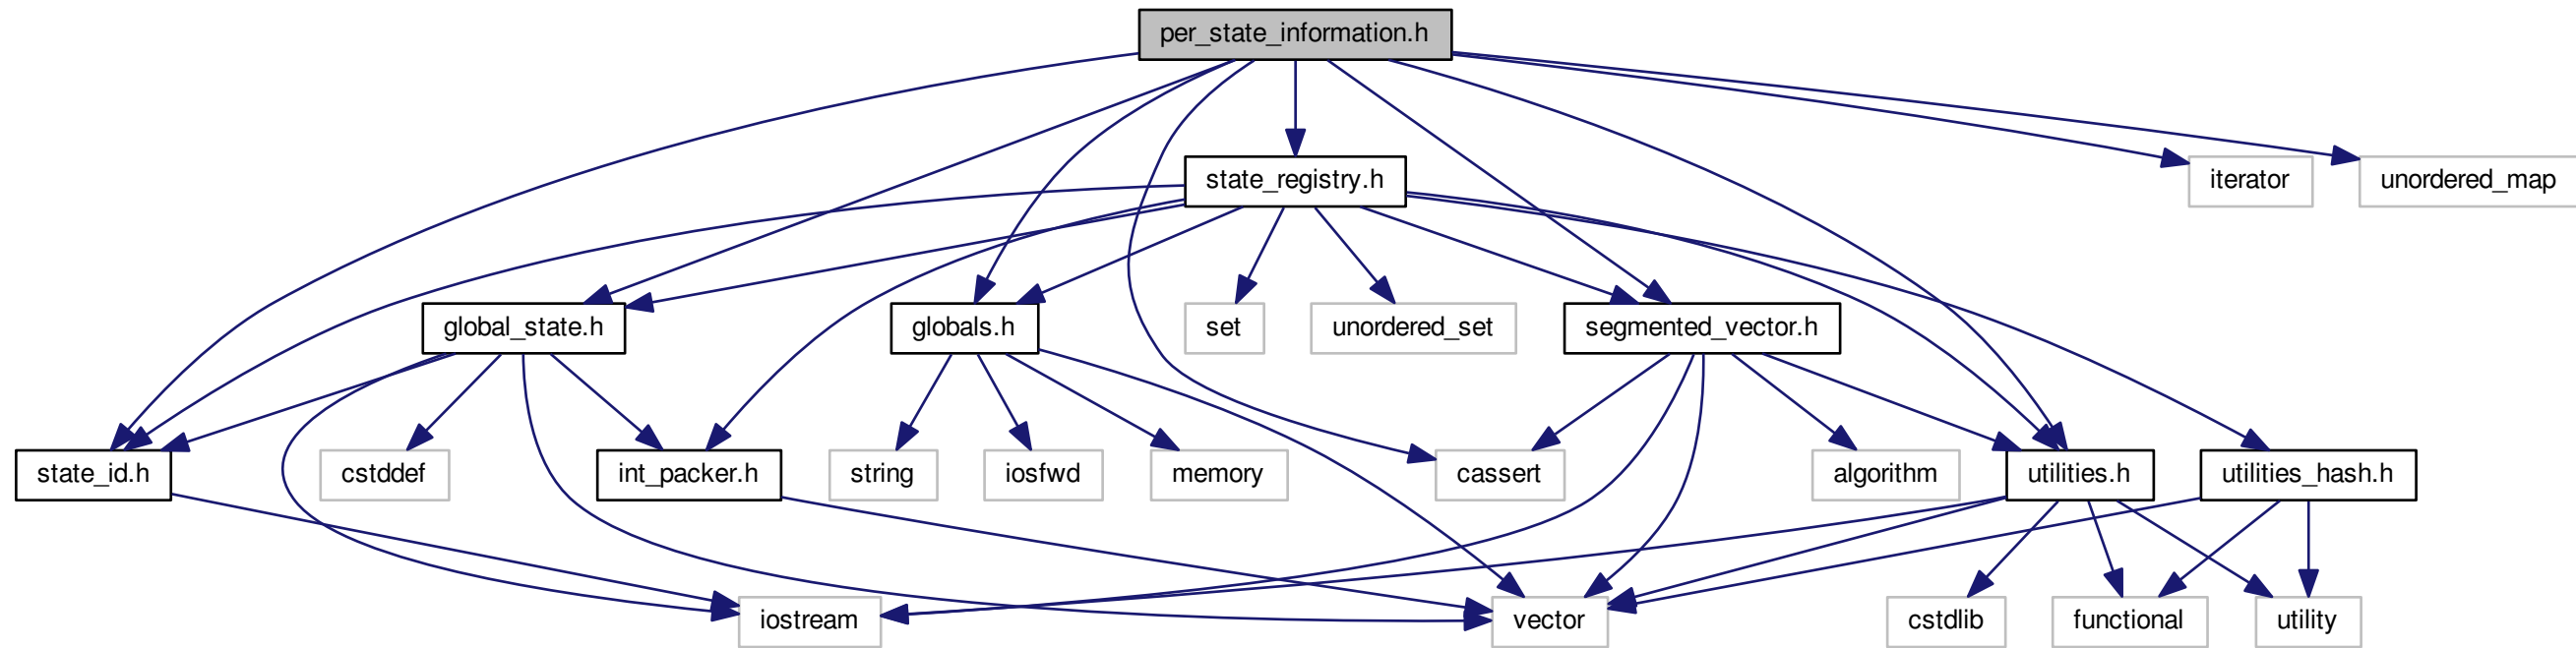 per_state_information.h
state_registry.h
iterator
unordered_map
global_state.h
globals.h
set
unordered_set
segmented_vector.h
state_id.h
cstddef
int_packer.h
string
iosfwd
memory
cassert
algorithm
utilities.h
utilities_hash.h
iostream
vector
cstdlib
functional
utility